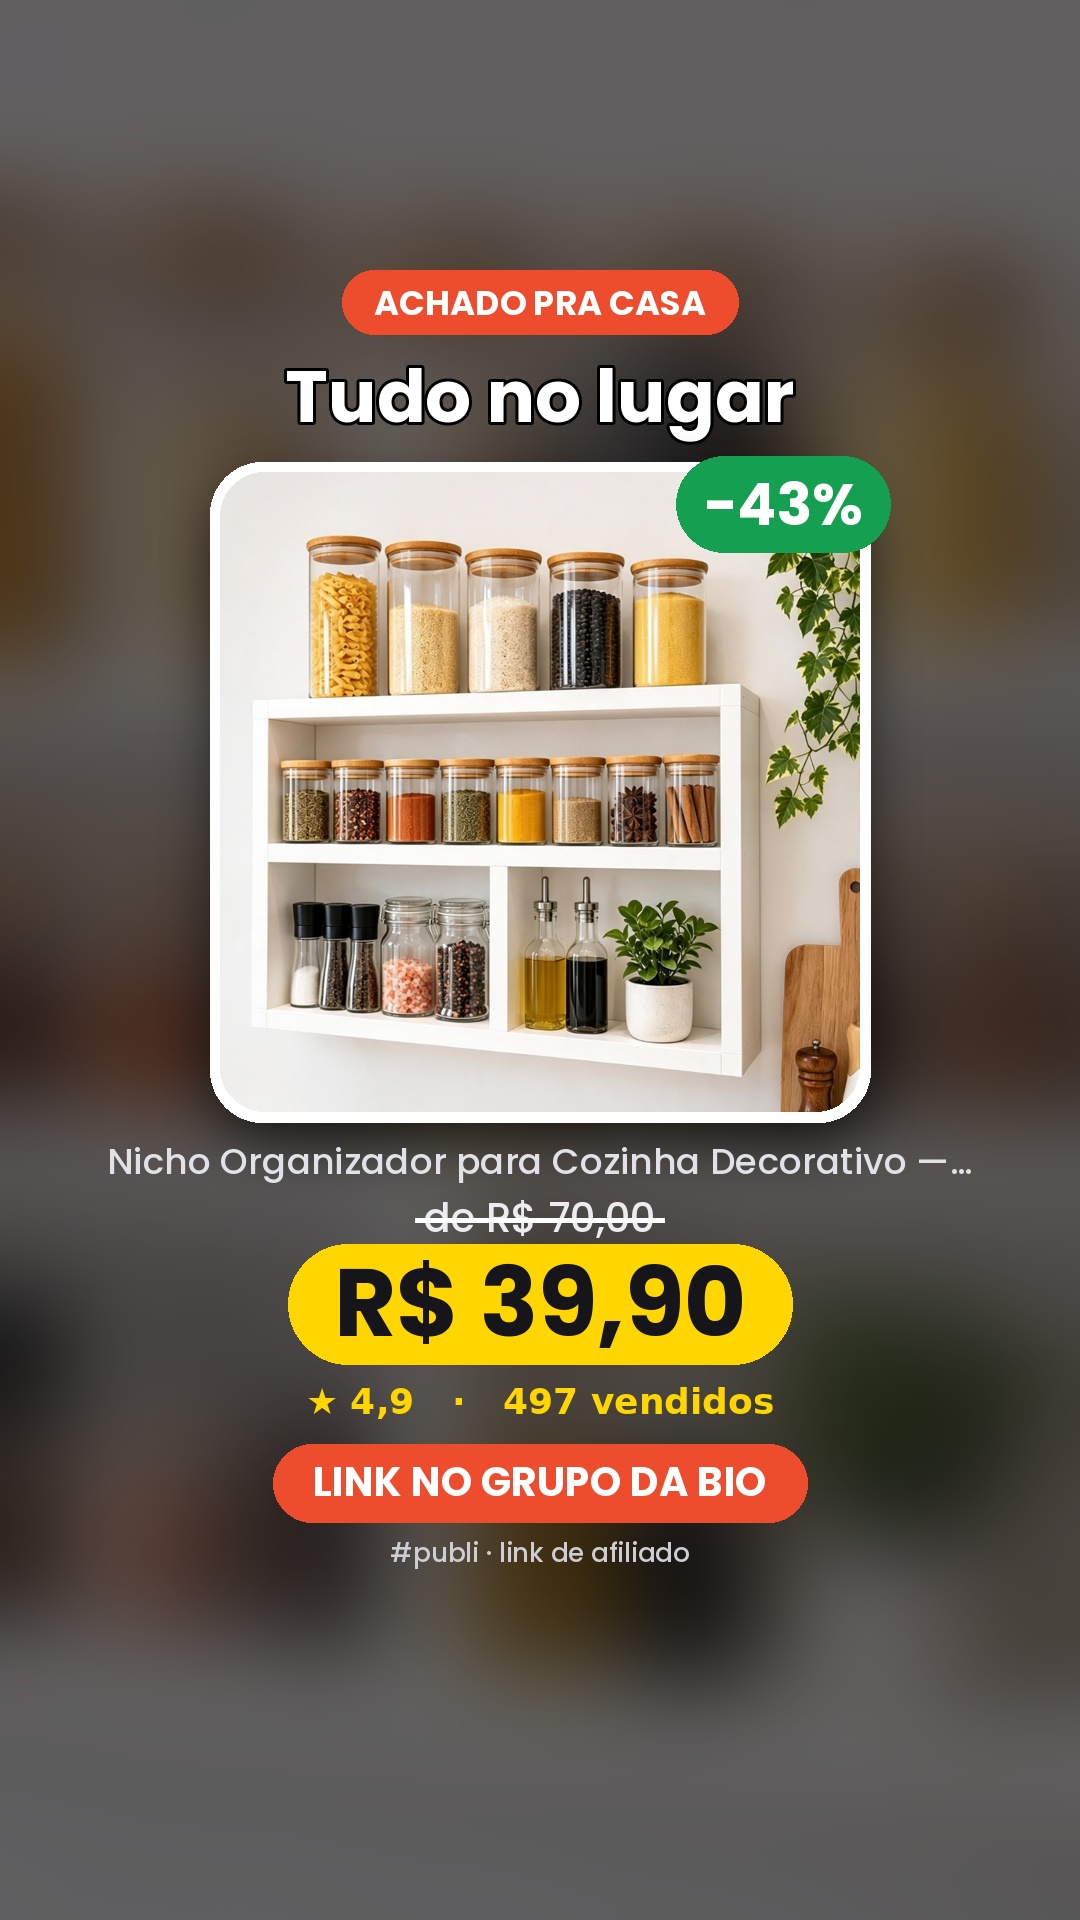 ACHADO PRA CASA
Tudo no lugar
-43%
Nicho Organizador para Cozinha Decorativo —...
de R$ 70,00
R$ 39,90
★ 4,9 · 497 vendidos
LINK NO GRUPO DA BIO
#publi · link de afiliado